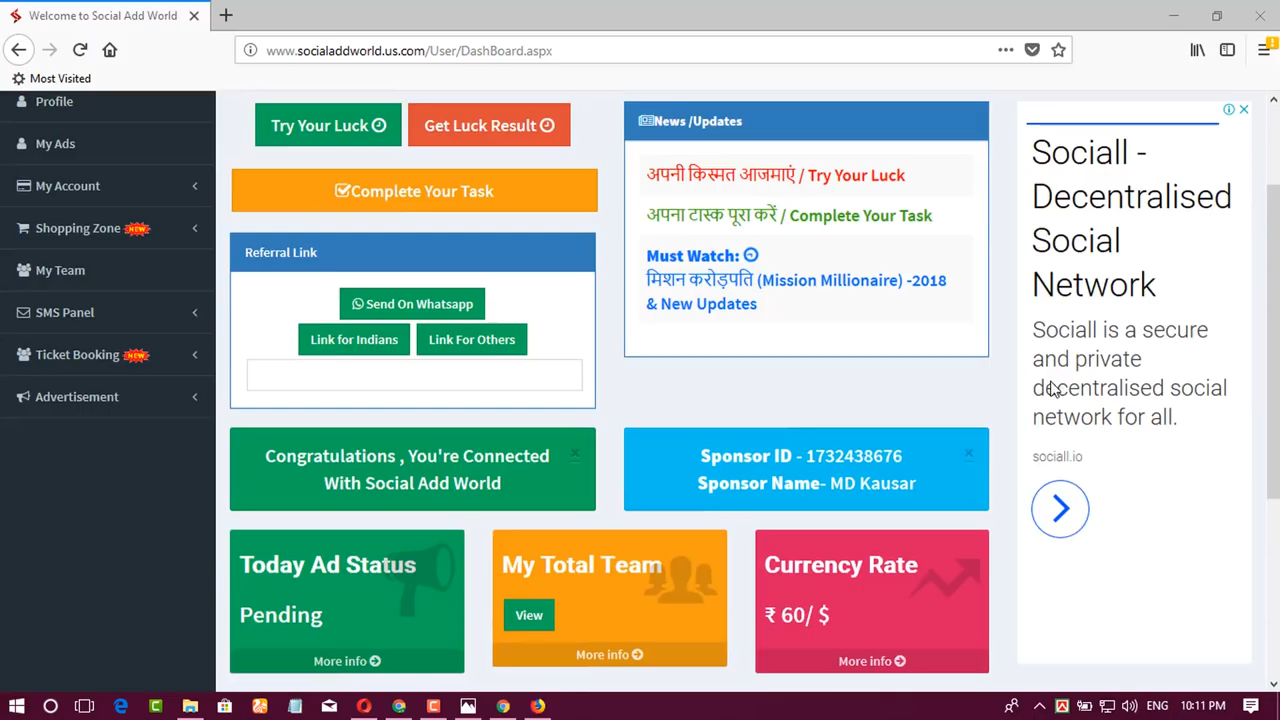 Welcome to Social Add World
www.socialaddworld.us.com/User/DashBoard.aspx
Most Visited
Profile
My Ads
My Account
Shopping Zone NEW
My Team
SMS Panel
Ticket Booking NEW
Advertisement
Try Your Luck
Get Luck Result
Complete Your Task
Referral Link
Send On Whatsapp
Link for Indians
Link For Others
News /Updates
अपनी किस्मत आजमाएं / Try Your Luck
अपना टास्क पूरा करें / Complete Your Task
Must Watch:
मिशन करोड़पति (Mission Millionaire) -2018
& New Updates
Congratulations , You're Connected
With Social Add World
Sponsor ID - 1732438676
Sponsor Name- MD Kausar
Today Ad Status
Pending
More info
My Total Team
View
More info
Currency Rate
₹ 60/ $
More info
Sociall -
Decentralised
Social
Network
Sociall is a secure
and private
decentralised social
network for all.
sociall.io
ENG
10:11 PM